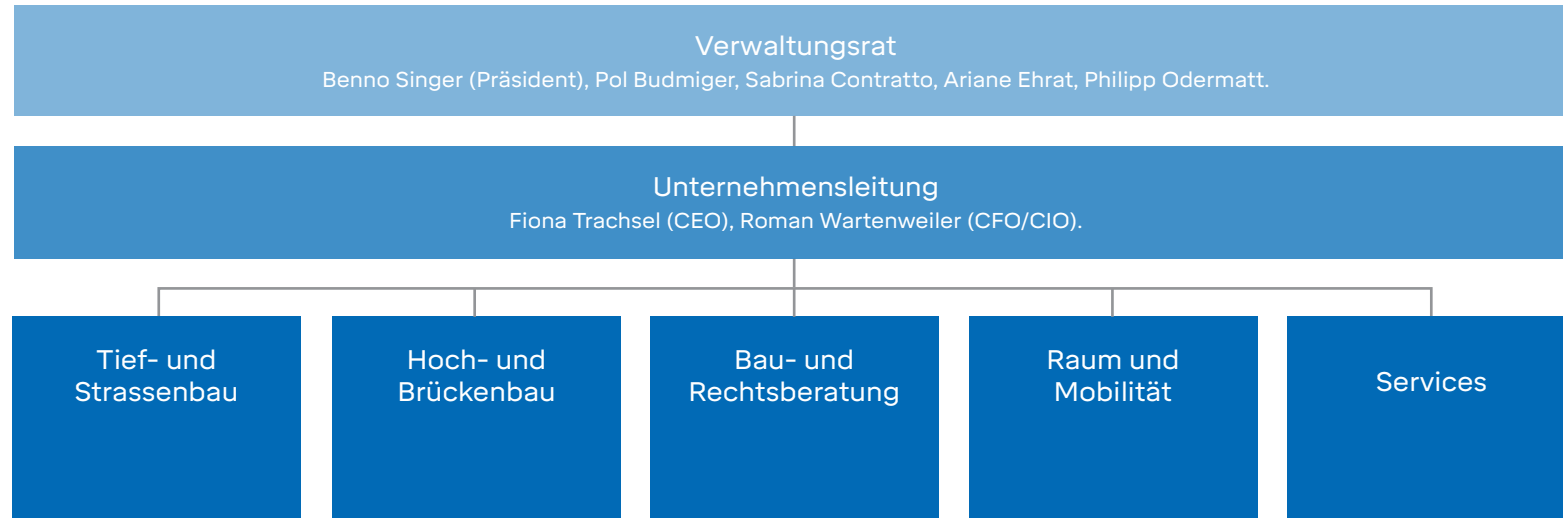 Verwaltungsrat
Benno Singer (Präsident), Pol Budmiger, Sabrina Contratto, Ariane Ehrat, Philipp Odermatt.
Unternehmensleitung
Fiona Trachsel (CEO), Roman Wartenweiler (CFO/CIO).
Tief- und
Strassenbau
Hoch- und
Brückenbau
Bau- und
Rechtsberatung
Raum und
Mobilität
Services